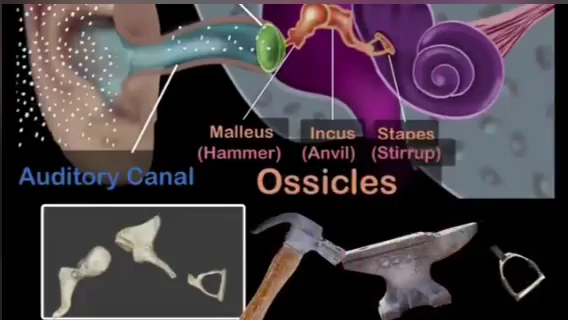 Malleus Incus Stapes
(Hammer) (Anvil) (Stirrup)
Auditory Canal
Ossicles